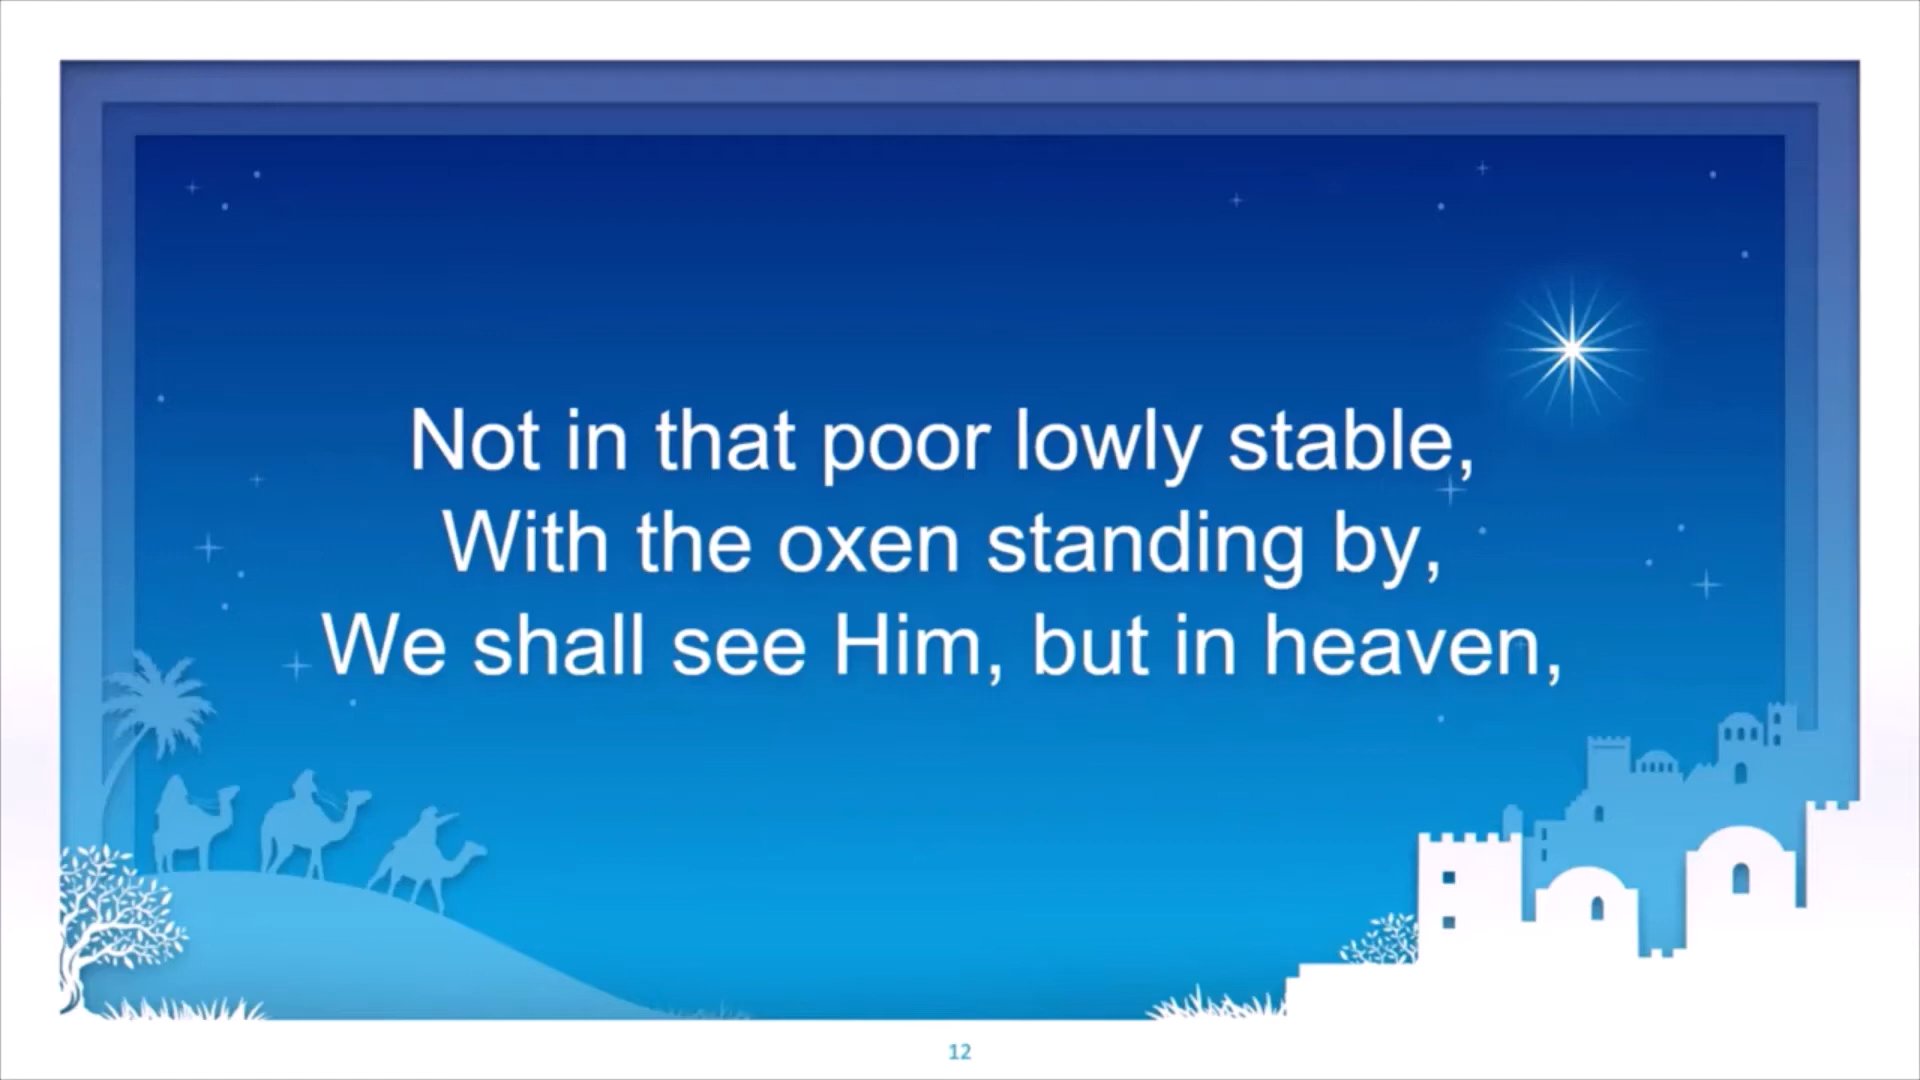 Not in that poor lowly stable,
With the oxen standing by,
We shall see Him, but in heaven,
12